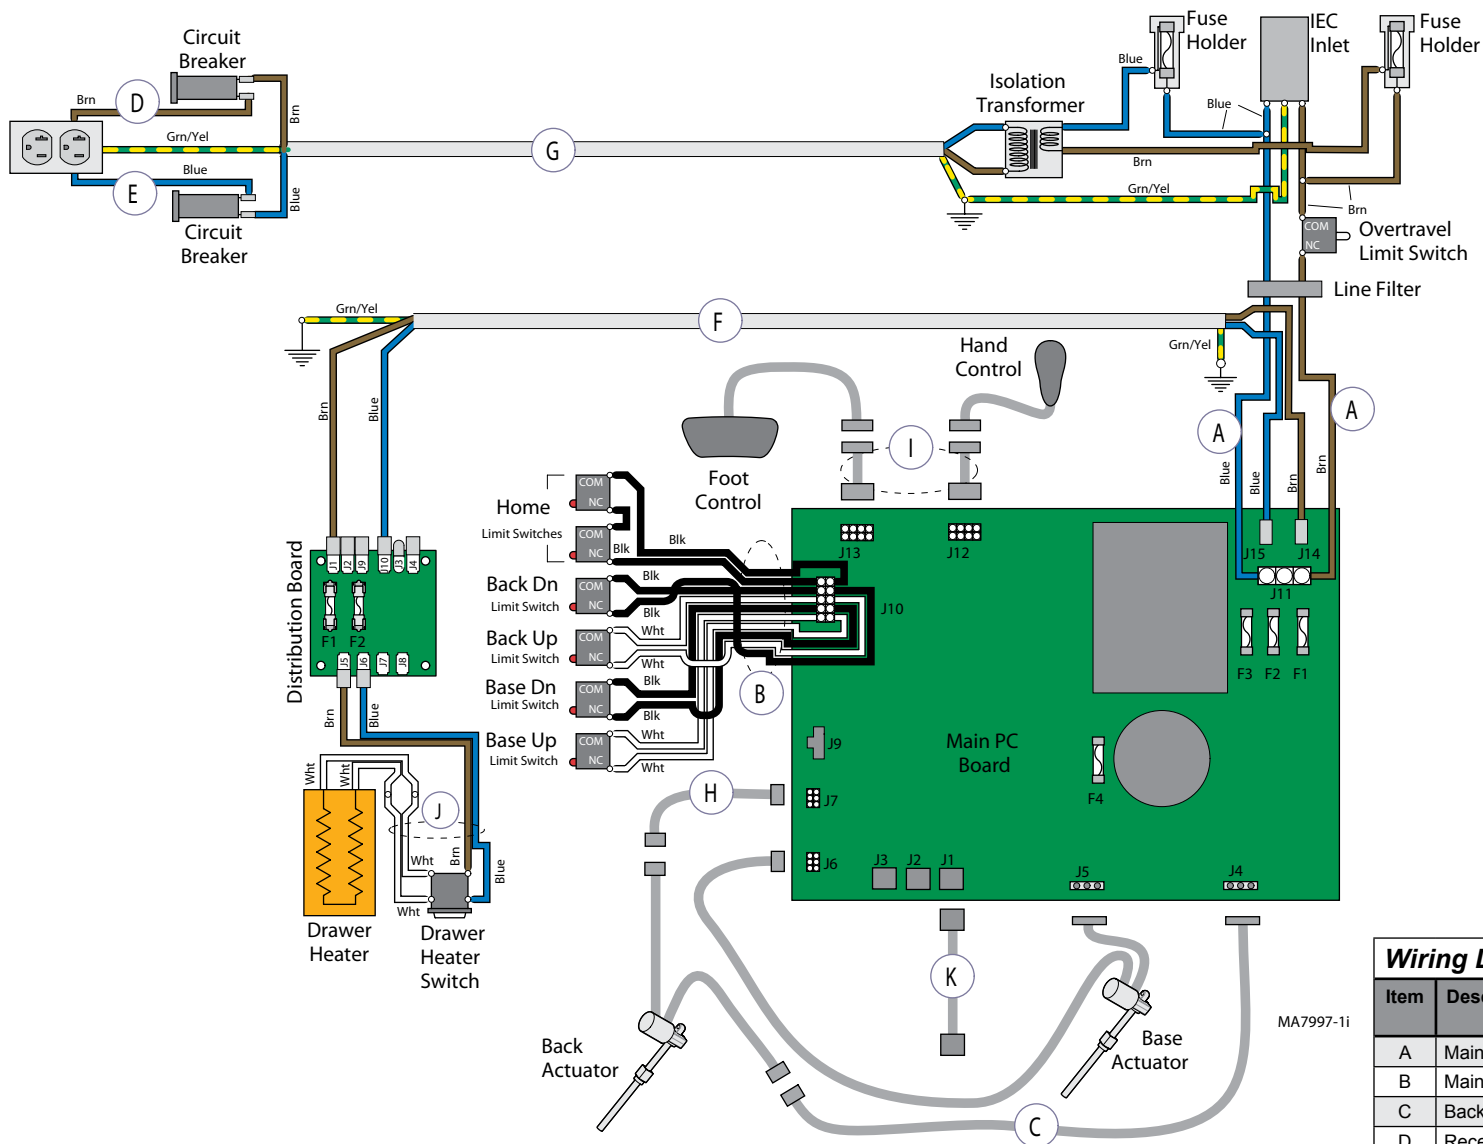 Circuit
Breaker
Brn
D
Brn
Grn/Yel
Blue
E
Blue
Circuit
Breaker
G
Isolation
Transformer
Blue
Fuse
Holder
IEC
Inlet
Fuse
Holder
Blue
Brn
Grn/Yel
Brn
COM
NC
Overtravel
Limit Switch
Line Filter
Grn/Yel
F
Grn/Yel
Hand
Control
Brn
Blue
A
A
I
Foot
Control
Blue
Blue
Brn
Brn
Home
Limit Switches
COM
NC
COM
NC
Blk
Blk
Back Dn
Limit Switch
COM
NC
Blk
Blk
Back Up
Limit Switch
COM
NC
Wht
Wht
Base Dn
Limit Switch
COM
NC
Blk
Blk
Base Up
Limit Switch
COM
NC
Wht
Wht
B
J13
J12
J10
J15
J14
J11
F3
F2
F1
Main PC
Board
F4
J9
J7
J6
J3
J2
J1
J5
J4
Distribution Board
J1
J2
J9
J10
J3
J4
F1
F2
J5
J6
J7
J8
Brn
Blue
Wht
Wht
J
Wht
Brn
Blue
Wht
Drawer
Heater
Drawer
Heater
Switch
H
K
Back
Actuator
Base
Actuator
C
MA7997-1i
Wiring
Item
A Main
B Main
C Back
D